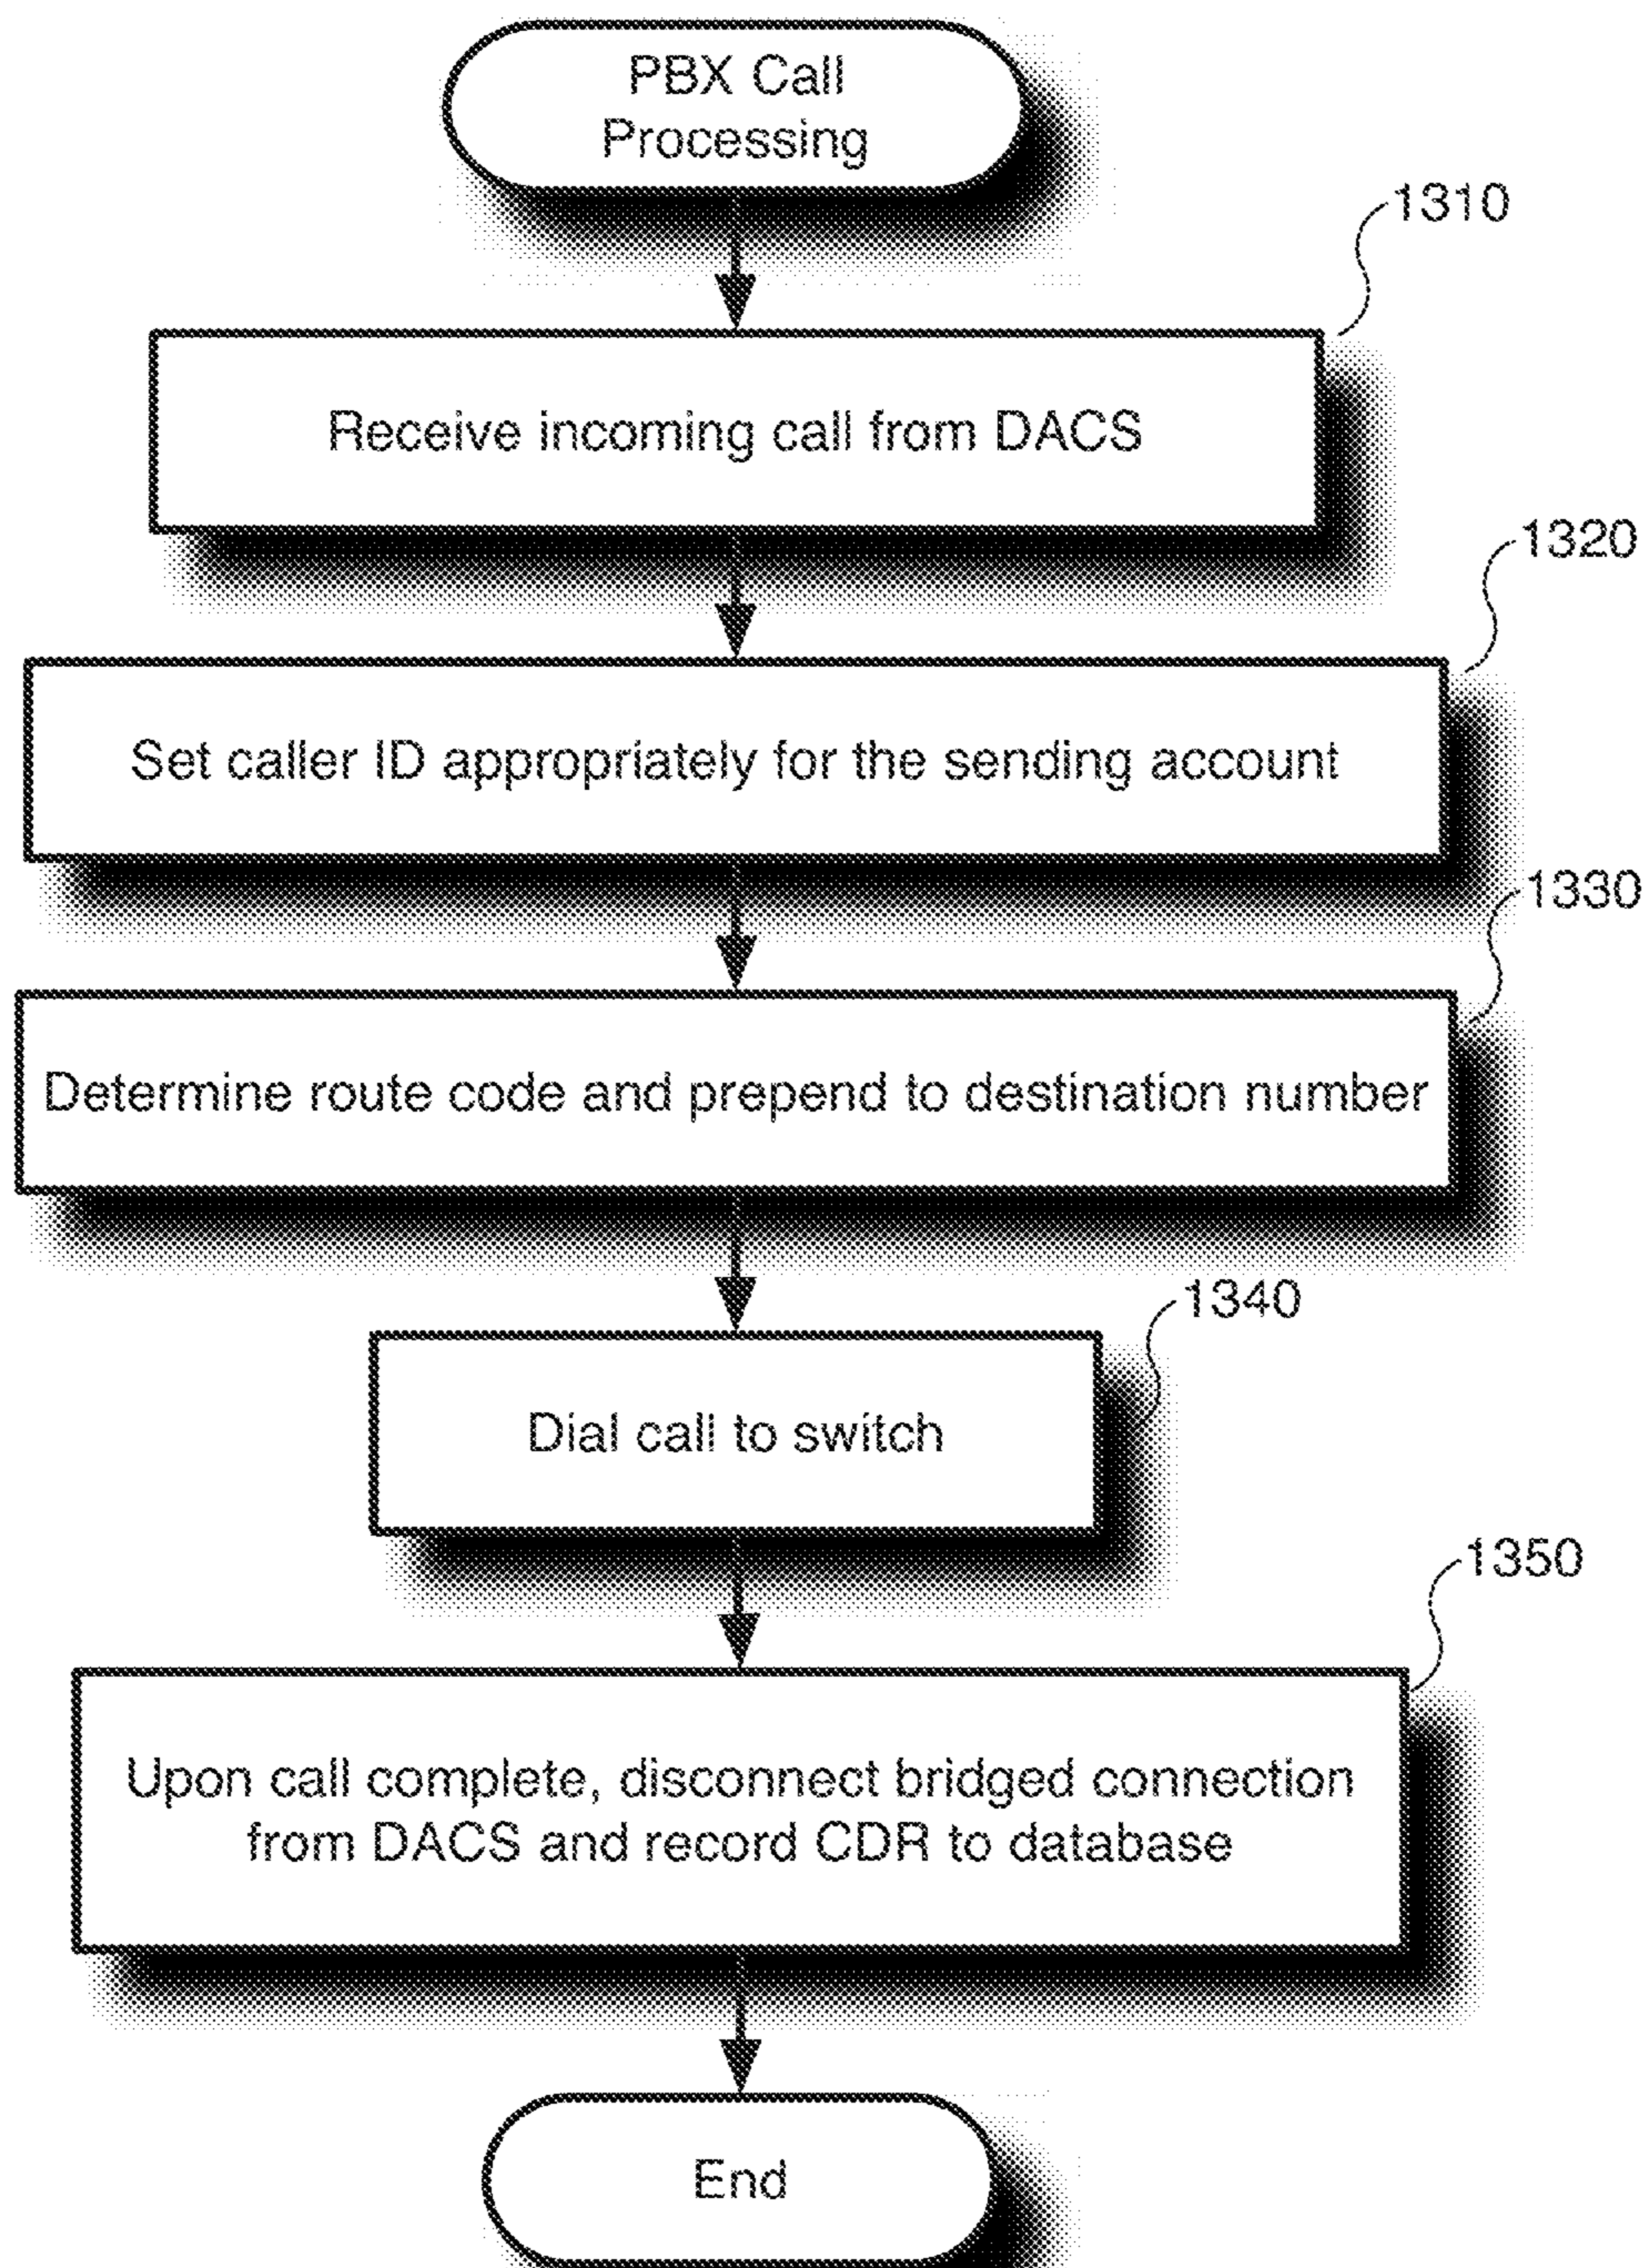 PBX Call
Processing
1310
Receive incoming call from DACS
1320
Set caller ID appropriately for the sending account
1330
Determine route code and prepend to destination number
1340
Dial call to switch
1350
Upon call complete, disconnect bridged connection
from DACS and record CDR to database
End